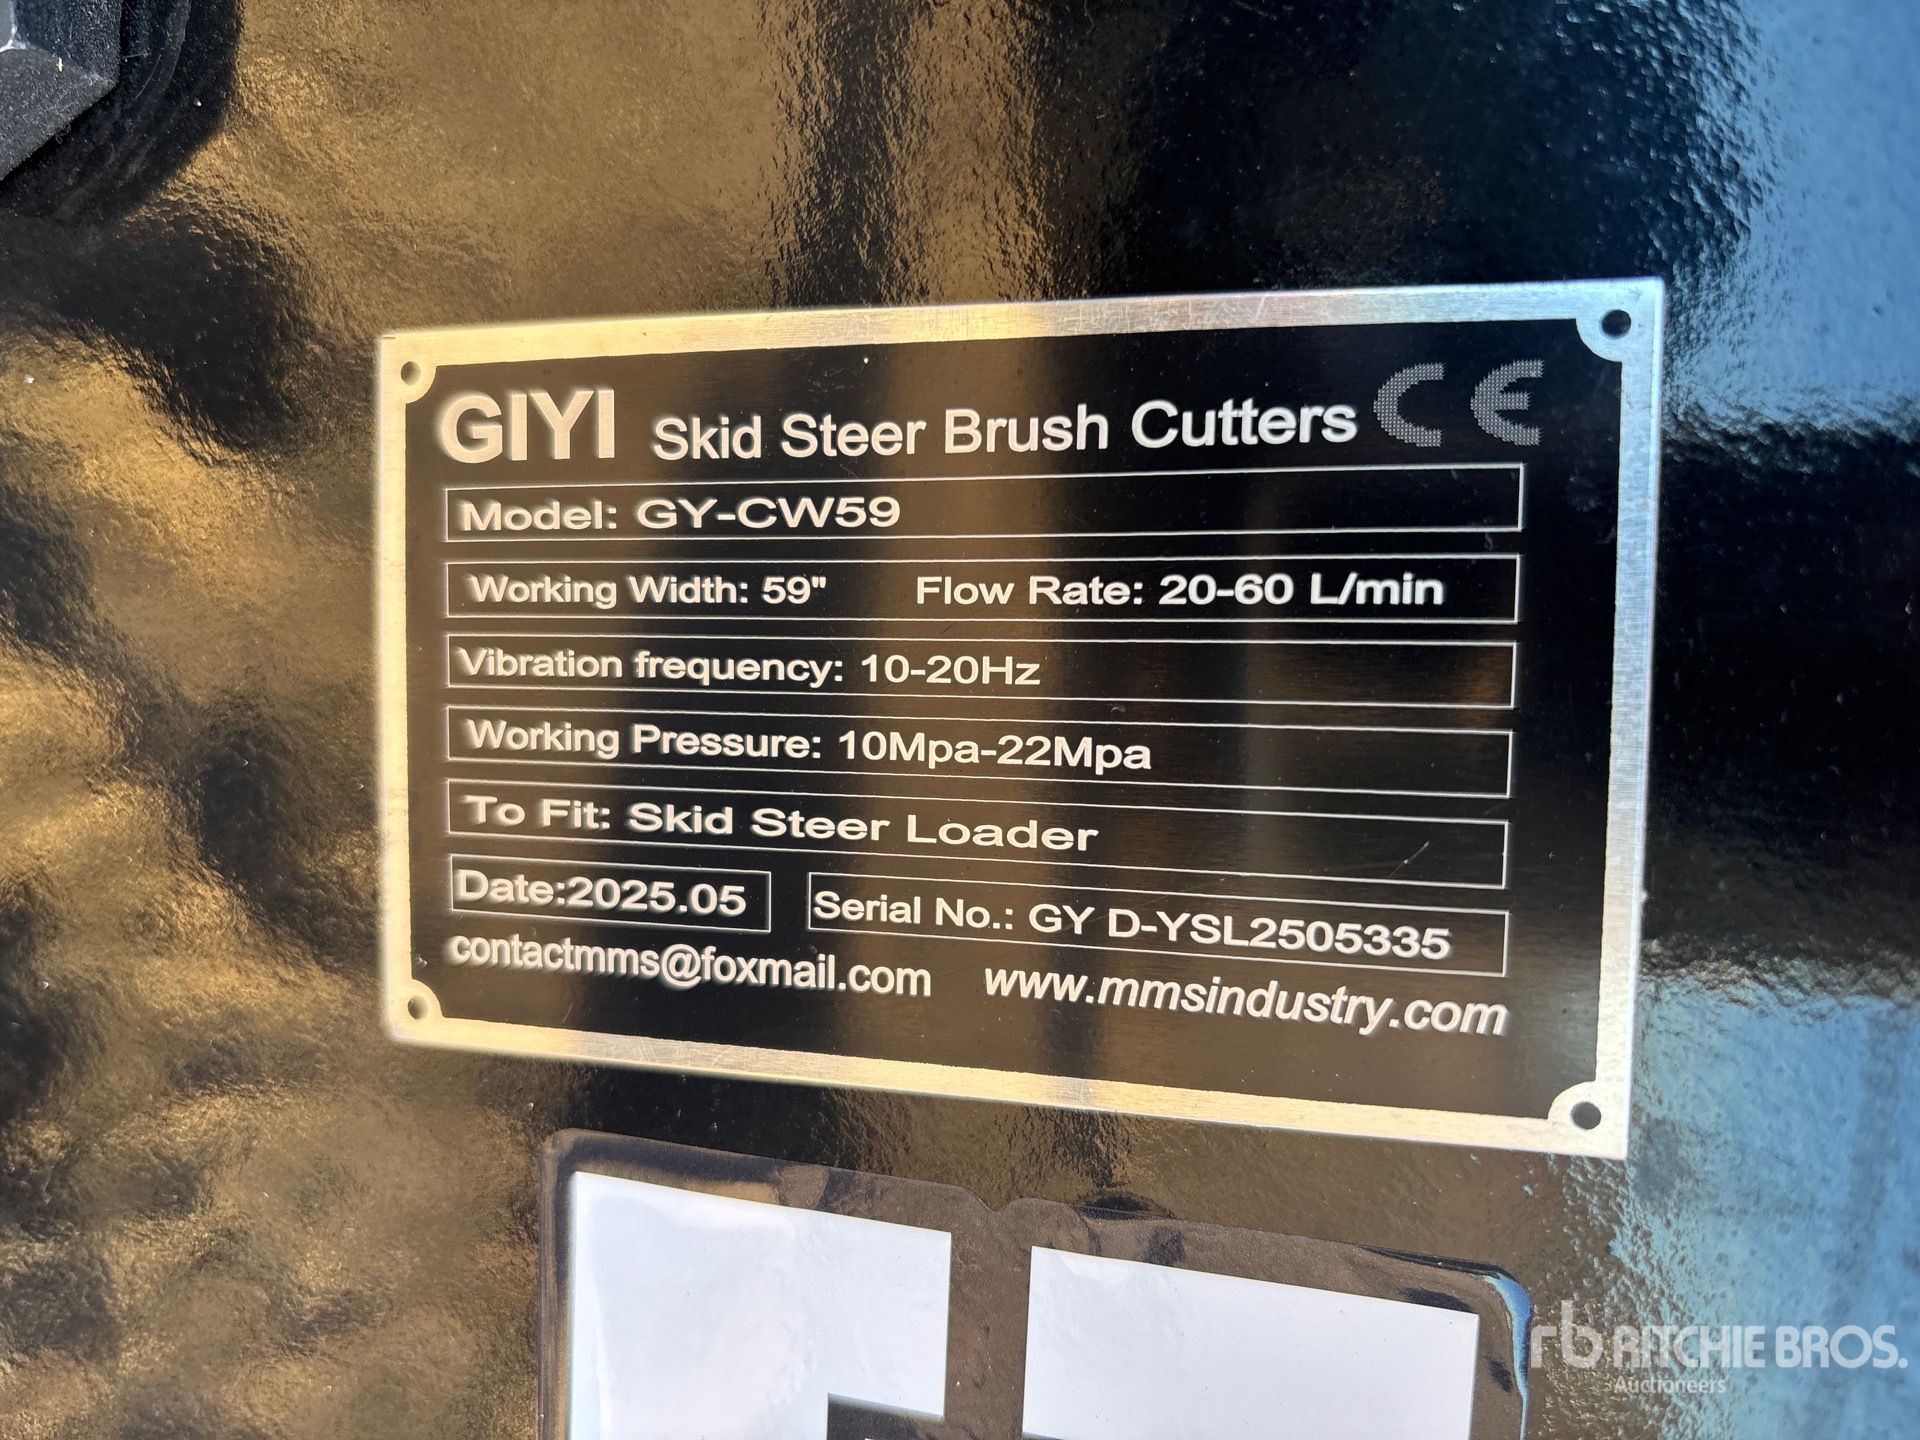 GIYI Skid Steer Brush Cutters CE
Model: GY-CW59
Working Width: 59" Flow Rate: 20-60 L/min
Vibration frequency: 10-20Hz
Working Pressure: 10Mpa-22Mpa
To Fit: Skid Steer Loader
Date:2025.05 Serial No.: GY D-YSL2505335
contactmms@foxmail.com www.mmsindustry.com
rb RITCHIE BROS.
Auctioneers